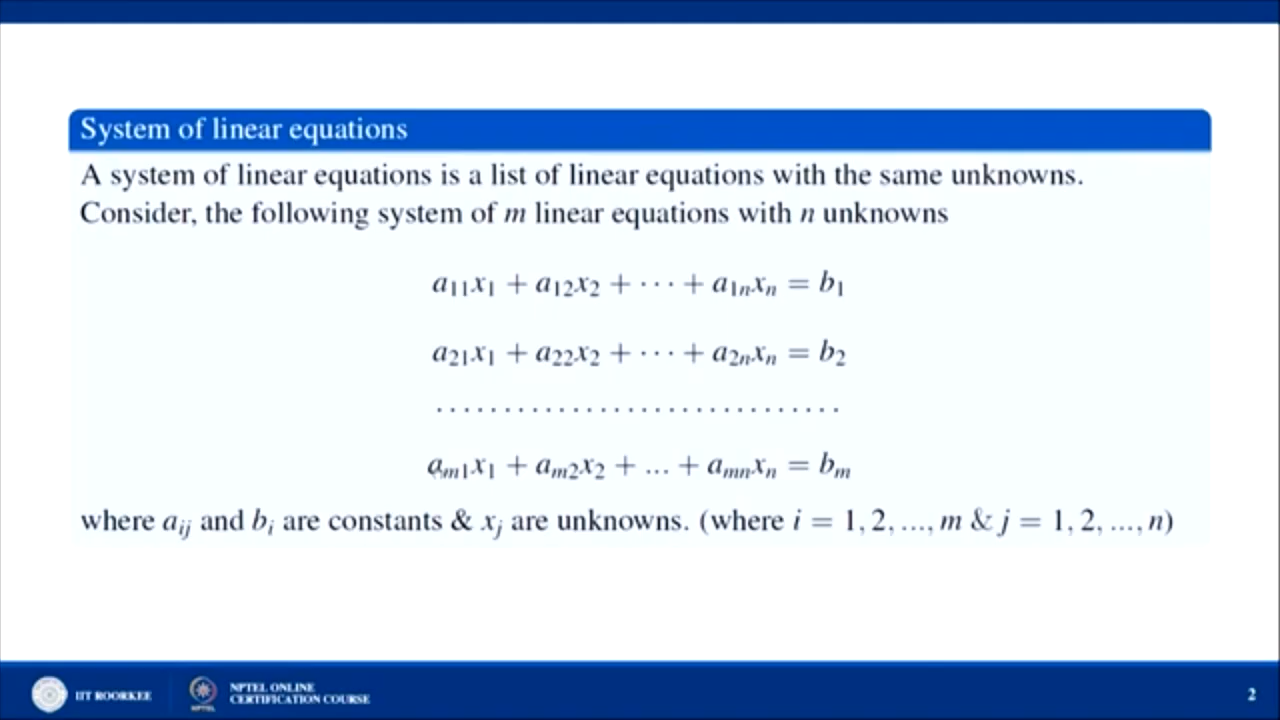 System of linear equations
A system of linear equations is a list of linear equations with the same unknowns.
Consider, the following system of m linear equations with n unknowns
a₁₁x₁ + a₁₂x₂ + ··· + a₁ₙxₙ = b₁
a₂₁x₁ + a₂₂x₂ + ··· + a₂ₙxₙ = b₂
..............................
aₘ₁x₁ + aₘ₂x₂ + ... + aₘₙxₙ = bₘ
where aᵢⱼ and bᵢ are constants & xⱼ are unknowns. (where i = 1, 2, ..., m & j = 1, 2, ..., n)
IIT ROORKEE
NPTEL
NPTEL ONLINE
CERTIFICATION COURSE
2